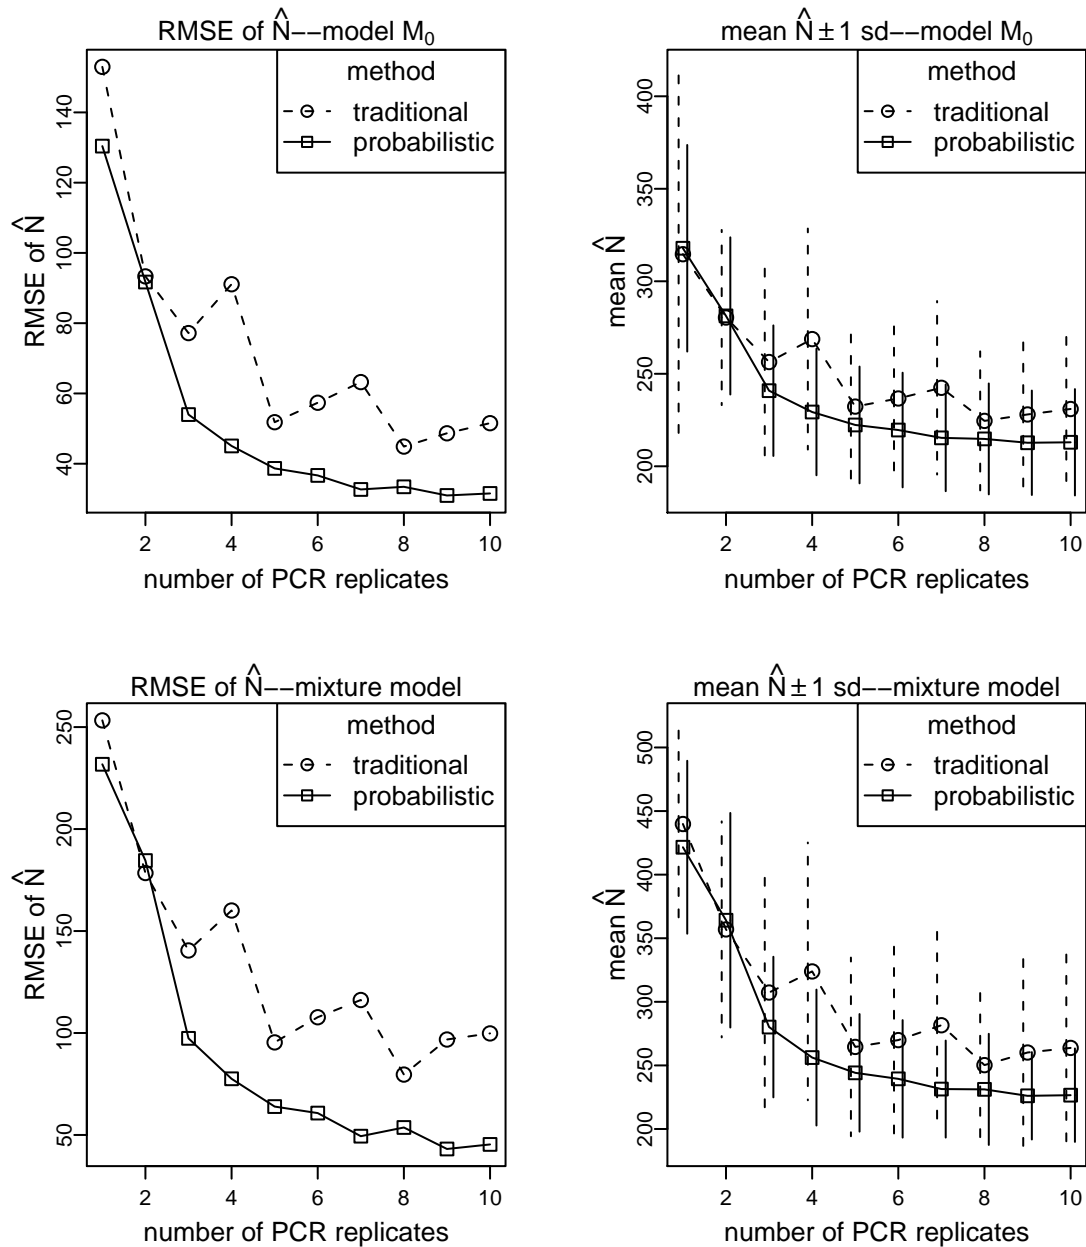 RMSE of N̂−−model M₀
method
traditional
probabilistic
RMSE of N̂
40 60 80 100 120 140
2 4 6 8 10
number of PCR replicates
mean N̂ ± 1 sd−−model M₀
method
traditional
probabilistic
mean N̂
200 250 300 350 400
2 4 6 8 10
number of PCR replicates
RMSE of N̂−−mixture model
method
traditional
probabilistic
RMSE of N̂
50 100 150 200 250
2 4 6 8 10
number of PCR replicates
mean N̂ ± 1 sd−−mixture model
method
traditional
probabilistic
mean N̂
200 250 300 350 400 450 500
2 4 6 8 10
number of PCR replicates